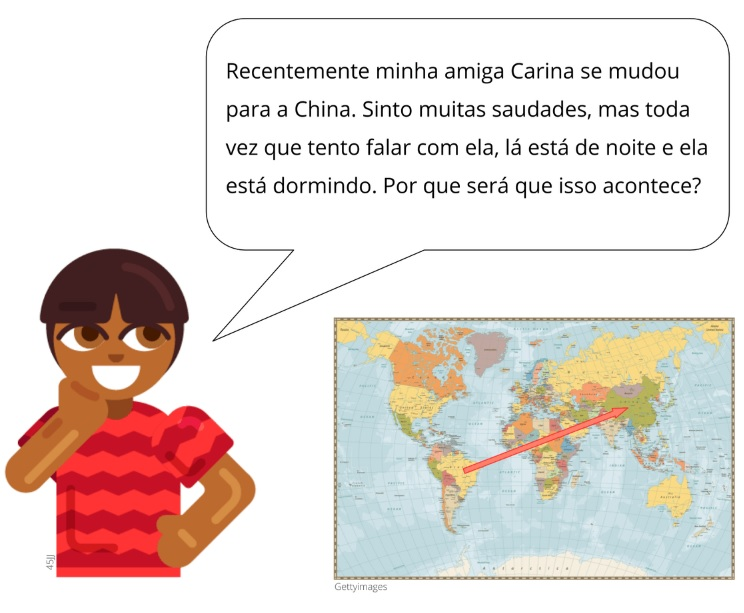 Recentemente minha amiga Carina se mudou
para a China. Sinto muitas saudades, mas toda
vez que tento falar com ela, lá está de noite e ela
está dormindo. Por que será que isso acontece?
45JJ
Gettyimages